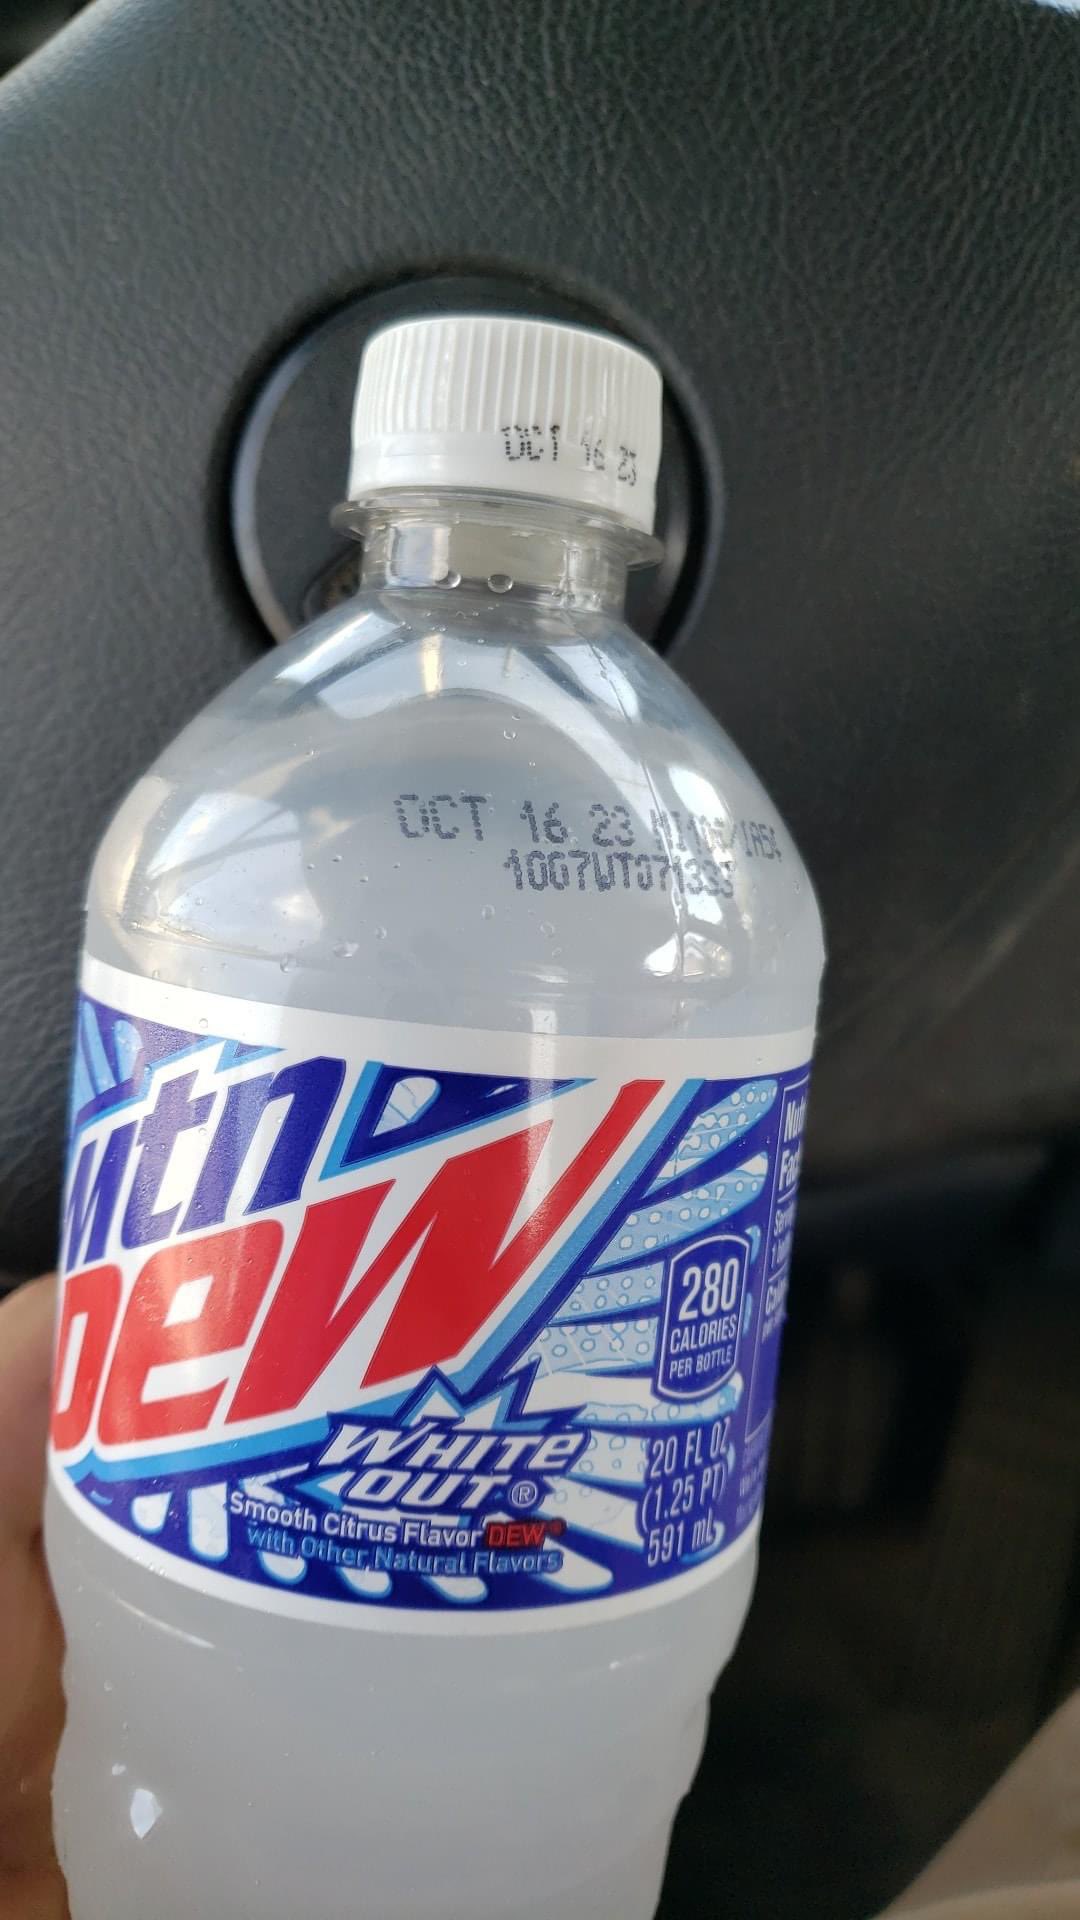 OCT 16 23
OCT 16 23
Mtn
Dew
WHITE
OUT®
Smooth Citrus Flavor DEW®
with Other Natural Flavors
280
CALORIES
PER BOTTLE
20 FL OZ
(1.25 PT)
591 mL